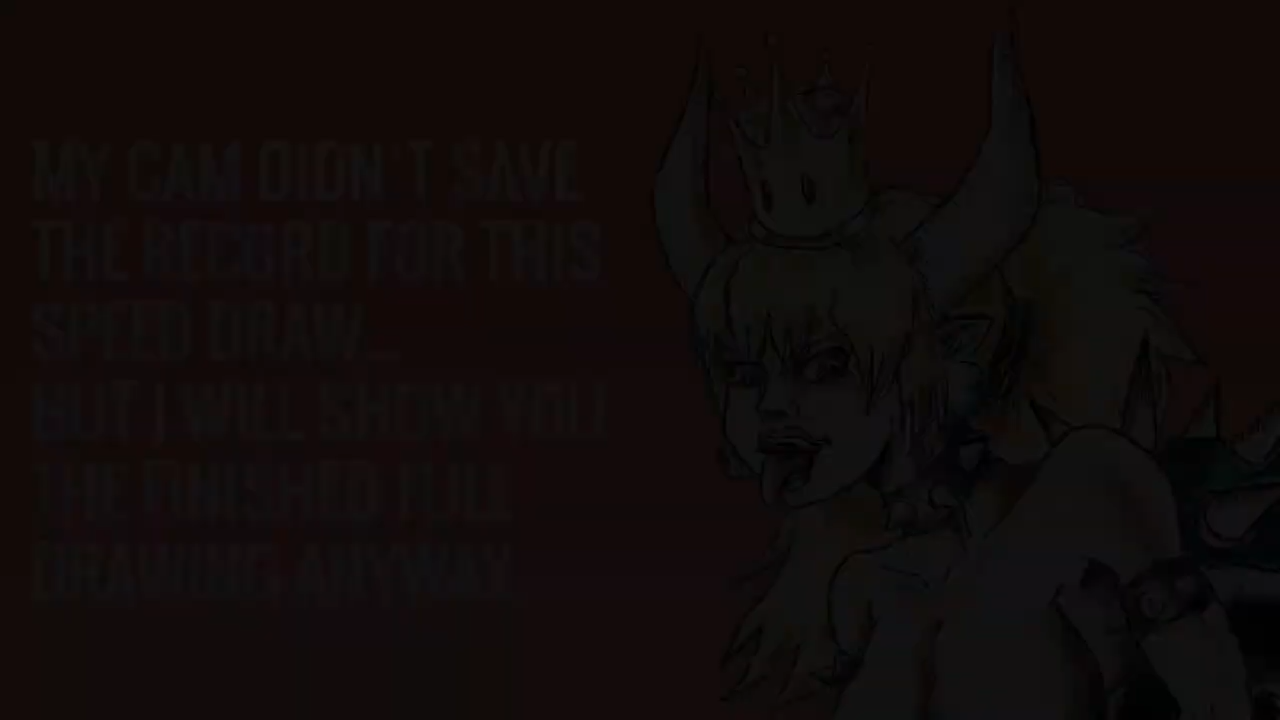 MY CAM DIDN'T SAVE
THE RECORD FOR THIS
SPEED DRAW...
BUT I WILL SHOW YOU
THE FINISHED FULL
DRAWING, ANYWAY.